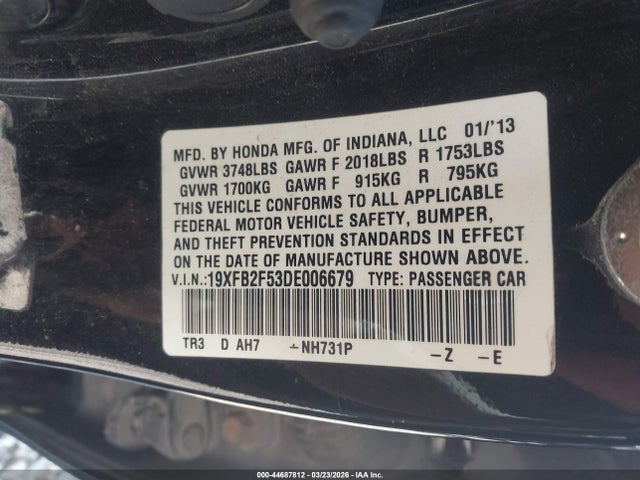 MFD. BY HONDA MFG. OF INDIANA, LLC 01/'13
GVWR 3748LBS GAWR F 2018LBS R 1753LBS
GVWR 1700KG GAWR F 915KG R 795KG
THIS VEHICLE CONFORMS TO ALL APPLICABLE
FEDERAL MOTOR VEHICLE SAFETY, BUMPER,
AND THEFT PREVENTION STANDARDS IN EFFECT
ON THE DATE OF MANUFACTURE SHOWN ABOVE.
V.I.N.: 19XFB2F53DE006679 TYPE: PASSENGER CAR
TR3 D AH7 -NH731P -Z -E
000-44687812 | 03/23/2026 | IAA Inc.